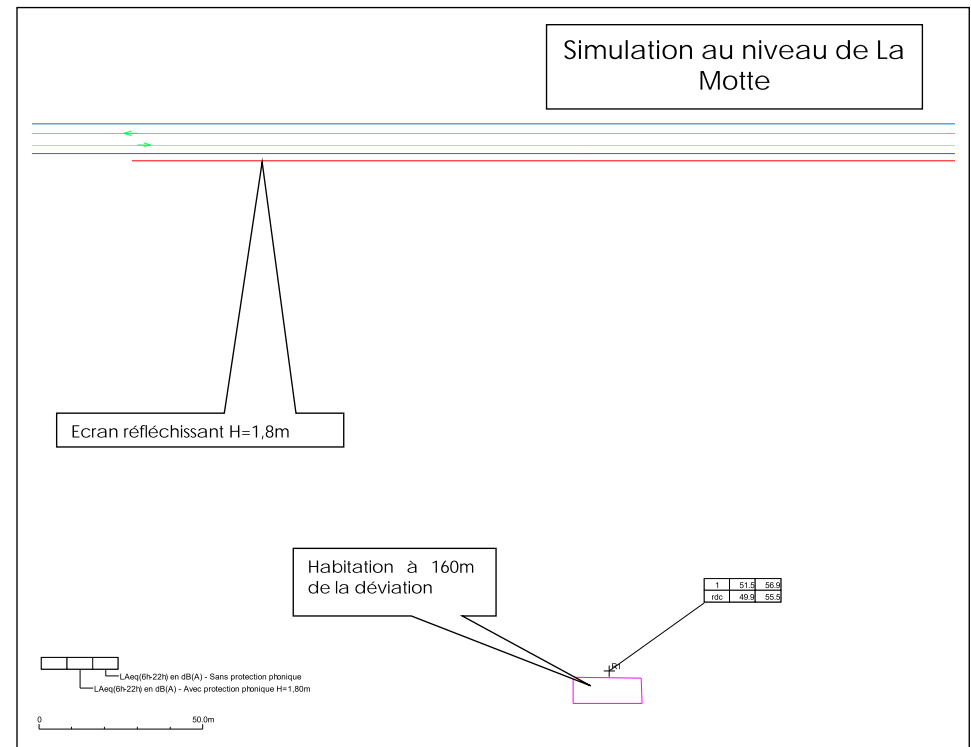 Simulation au niveau de La
Motte
Ecran réfléchissant H=1,8m
Habitation à 160m
de la déviation
1 51.5 56.9
rdc 49.9 55.5
R1
LAeq(6h-22h) en dB(A) - Sans protection phonique
LAeq(6h-22h) en dB(A) - Avec protection phonique H=1,80m
0 50.0m